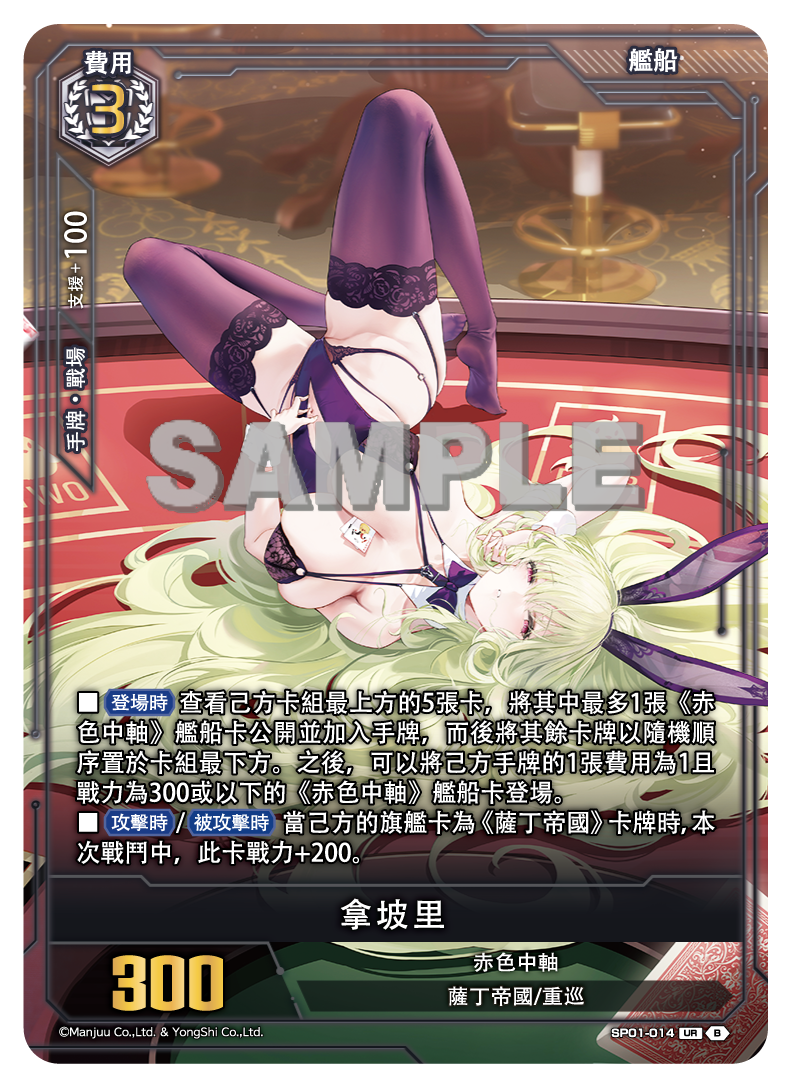 費用
艦船
3
支援+100
手牌・戰場
TWO
SAMPLE
■ 登場時 查看己方卡組最上方的5張卡，將其中最多1張《赤
色中軸》艦船卡公開並加入手牌，而後將其餘卡牌以隨機順
序置於卡組最下方。之後，可以將己方手牌的1張費用為1且
戰力為300或以下的《赤色中軸》艦船卡登場。
■ 攻擊時 / 被攻擊時 當己方的旗艦卡為《薩丁帝國》卡牌時,本
次戰鬥中，此卡戰力+200。
拿坡里
300
赤色中軸
薩丁帝國/重巡
©Manjuu Co.,Ltd. & YongShi Co.,Ltd.
SP01-014 UR B